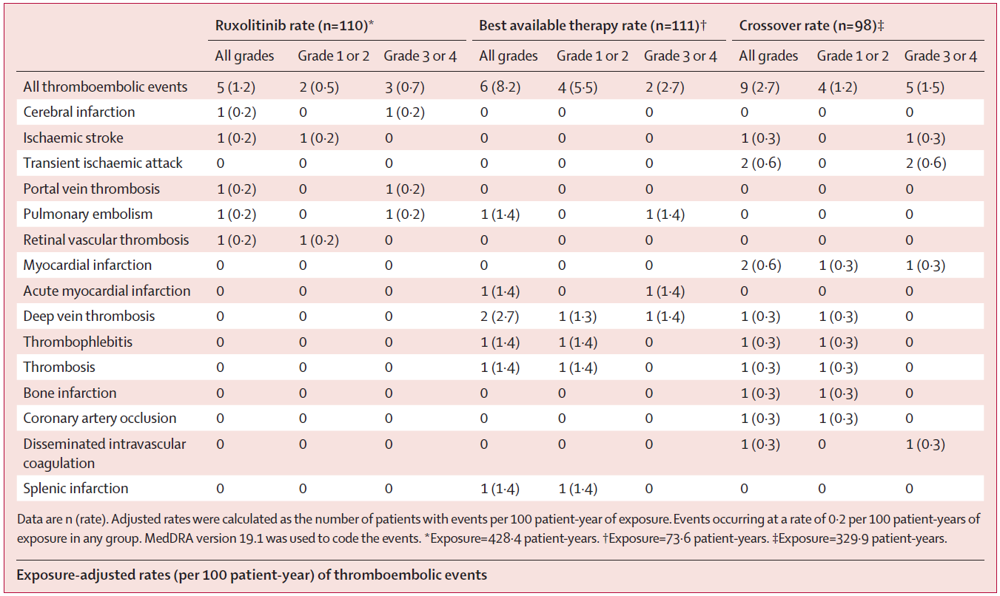 Ruxolitinib rate (n=110)* Best available therapy rate (n=111)† Crossover rate (n=98)‡
All grades Grade 1 or 2 Grade 3 or 4 All grades Grade 1 or 2 Grade 3 or 4 All grades Grade 1 or 2 Grade 3 or 4
All thromboembolic events 5 (1·2) 2 (0·5) 3 (0·7) 6 (8·2) 4 (5·5) 2 (2·7) 9 (2·7) 4 (1·2) 5 (1·5)
Cerebral infarction 1 (0·2) 0 1 (0·2) 0 0 0 0 0 0
Ischaemic stroke 1 (0·2) 1 (0·2) 0 0 0 0 1 (0·3) 0 1 (0·3)
Transient ischaemic attack 0 0 0 0 0 0 2 (0·6) 0 2 (0·6)
Portal vein thrombosis 1 (0·2) 0 1 (0·2) 0 0 0 0 0 0
Pulmonary embolism 1 (0·2) 0 1 (0·2) 1 (1·4) 0 1 (1·4) 0 0 0
Retinal vascular thrombosis 1 (0·2) 1 (0·2) 0 0 0 0 0 0 0
Myocardial infarction 0 0 0 0 0 0 2 (0·6) 1 (0·3) 1 (0·3)
Acute myocardial infarction 0 0 0 1 (1·4) 0 1 (1·4) 0 0 0
Deep vein thrombosis 0 0 0 2 (2·7) 1 (1·3) 1 (1·4) 1 (0·3) 1 (0·3) 0
Thrombophlebitis 0 0 0 1 (1·4) 1 (1·4) 0 1 (0·3) 1 (0·3) 0
Thrombosis 0 0 0 1 (1·4) 1 (1·4) 0 1 (0·3) 1 (0·3) 0
Bone infarction 0 0 0 0 0 0 1 (0·3) 1 (0·3) 0
Coronary artery occlusion 0 0 0 0 0 0 1 (0·3) 1 (0·3) 0
Disseminated intravascular 0 0 0 0 0 0 1 (0·3) 0 1 (0·3)
coagulation
Splenic infarction 0 0 0 1 (1·4) 1 (1·4) 0 0 0 0
Data are n (rate). Adjusted rates were calculated as the number of patients with events per 100 patient-year of exposure. Events occurring at a rate of 0·2 per 100 patient-years of
exposure in any group. MedDRA version 19.1 was used to code the events. *Exposure=428·4 patient-years. †Exposure=73·6 patient-years. ‡Exposure=329·9 patient-years.
Exposure-adjusted rates (per 100 patient-year) of thromboembolic events